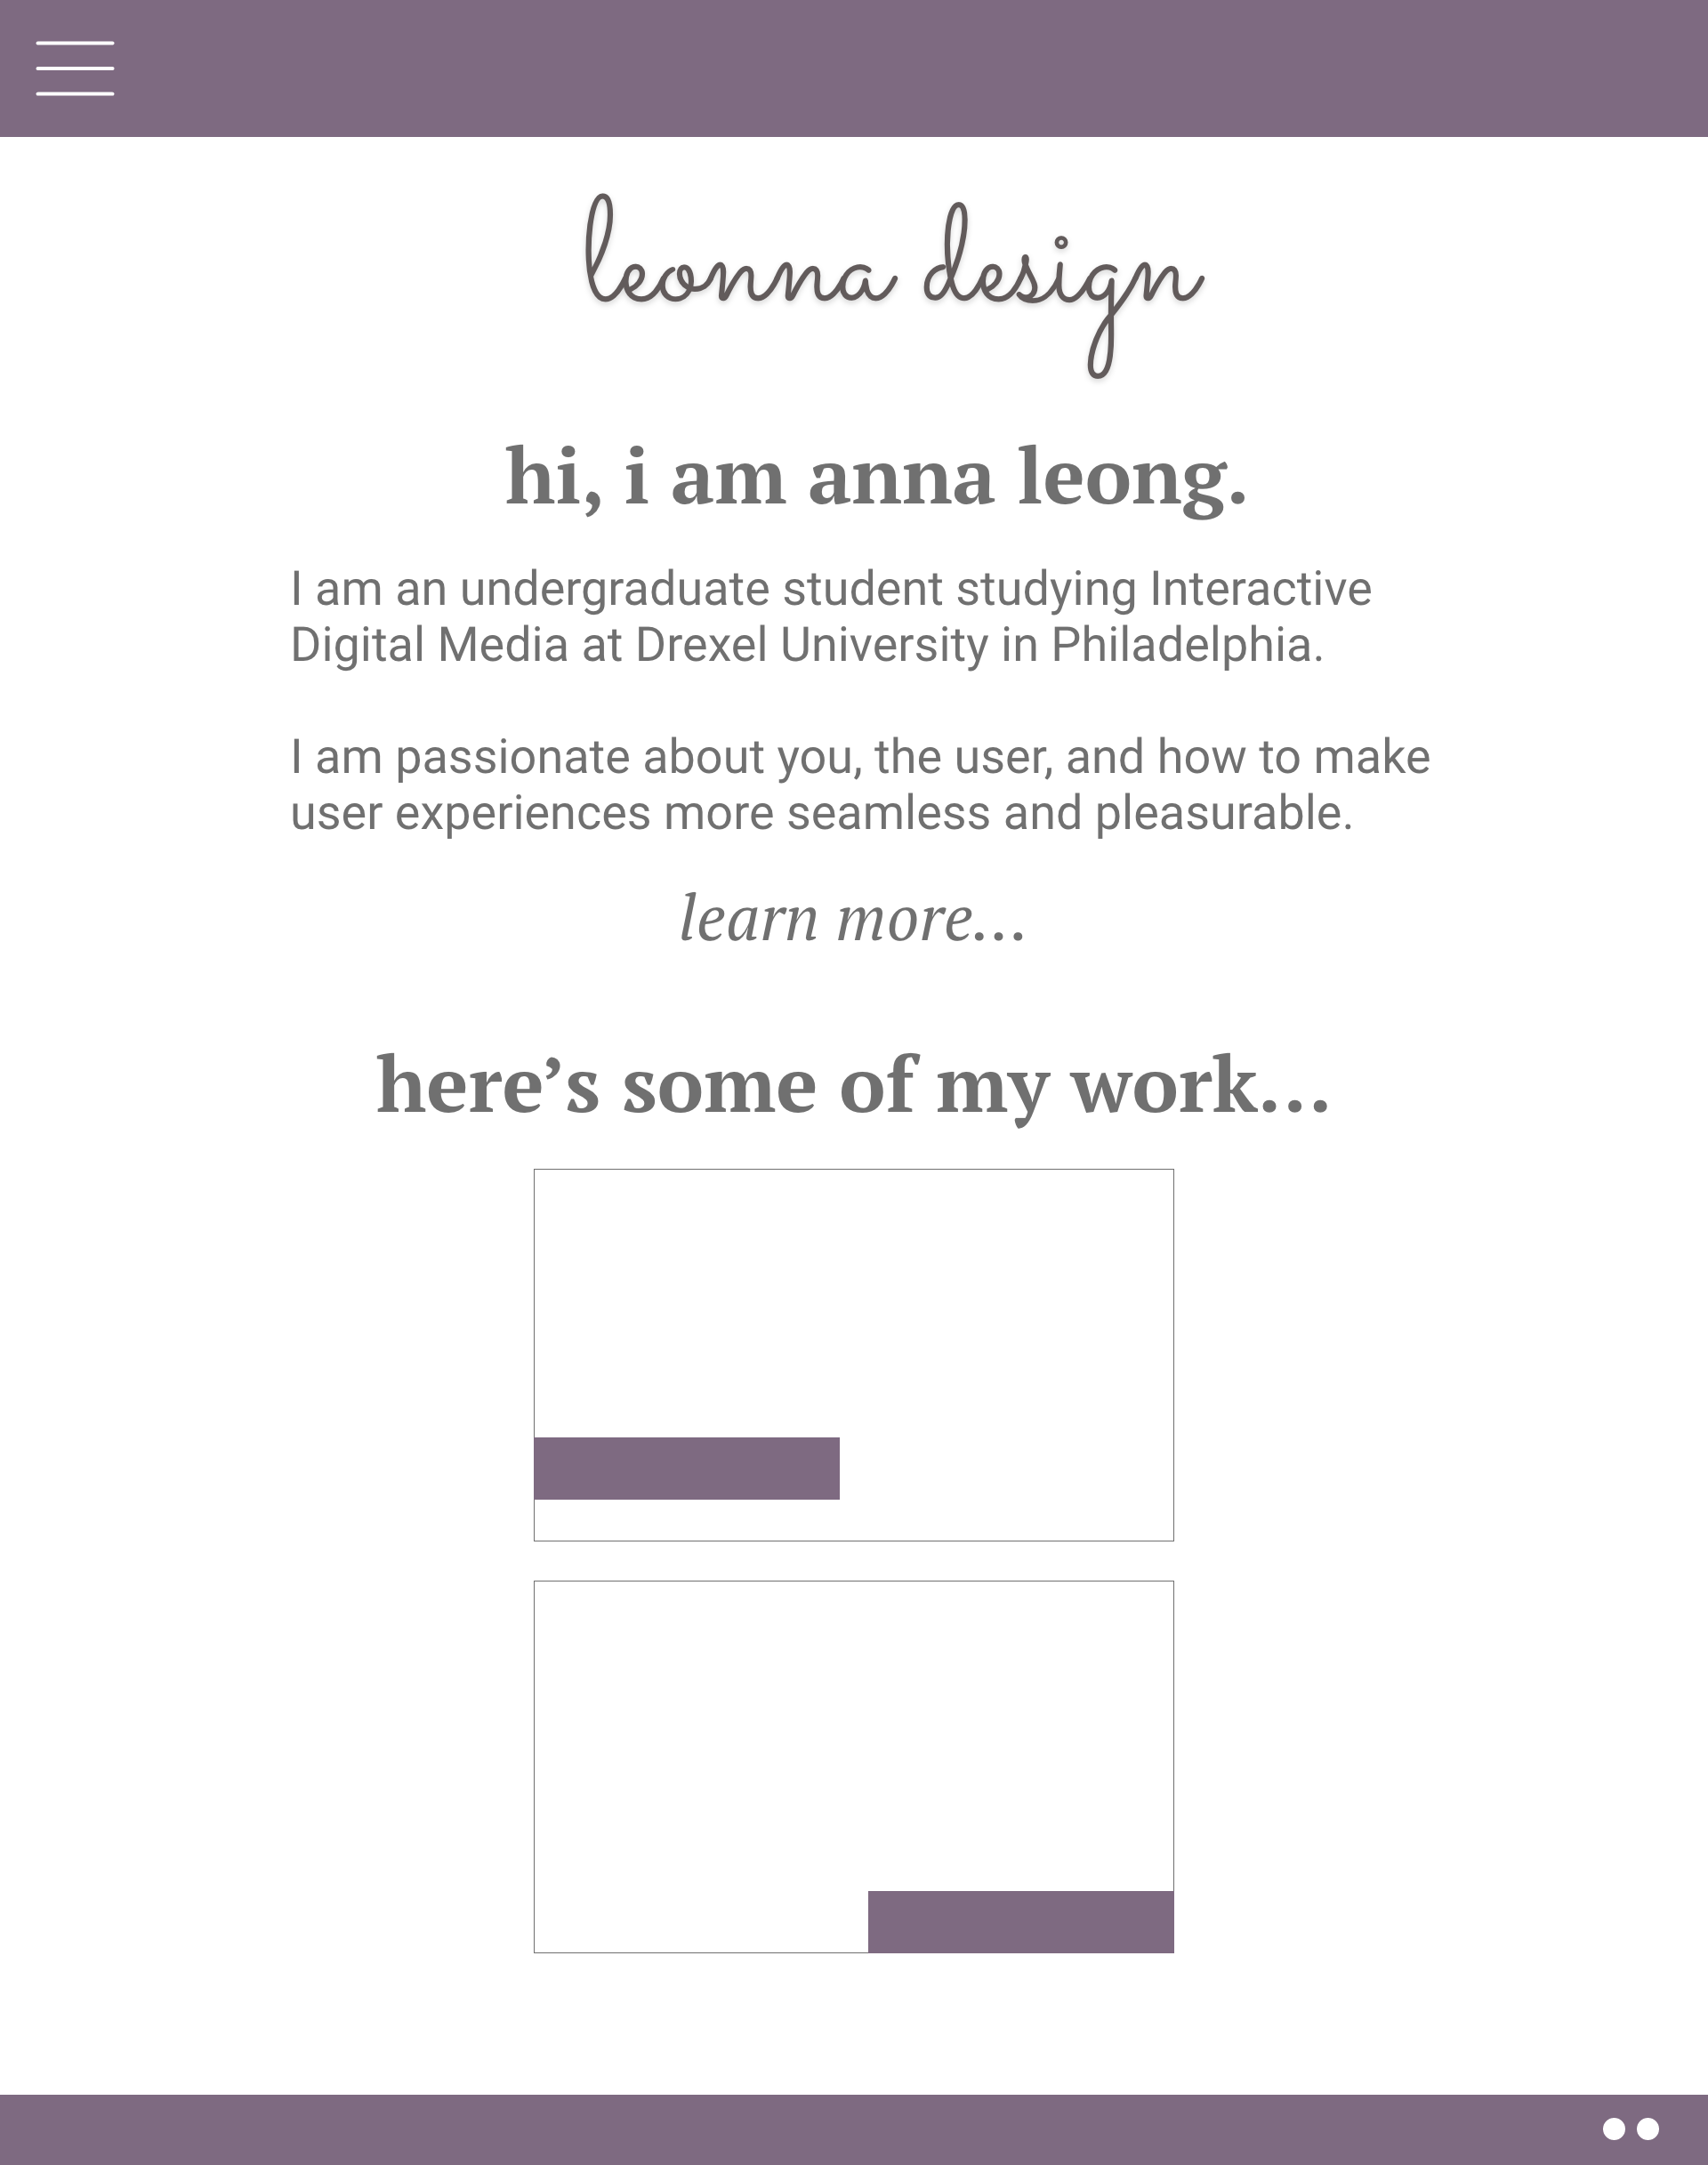 leonna design
hi, i am anna leong.
I am an undergraduate student studying Interactive
Digital Media at Drexel University in Philadelphia.
I am passionate about you, the user, and how to make
user experiences more seamless and pleasurable.
learn more...
here’s some of my work...